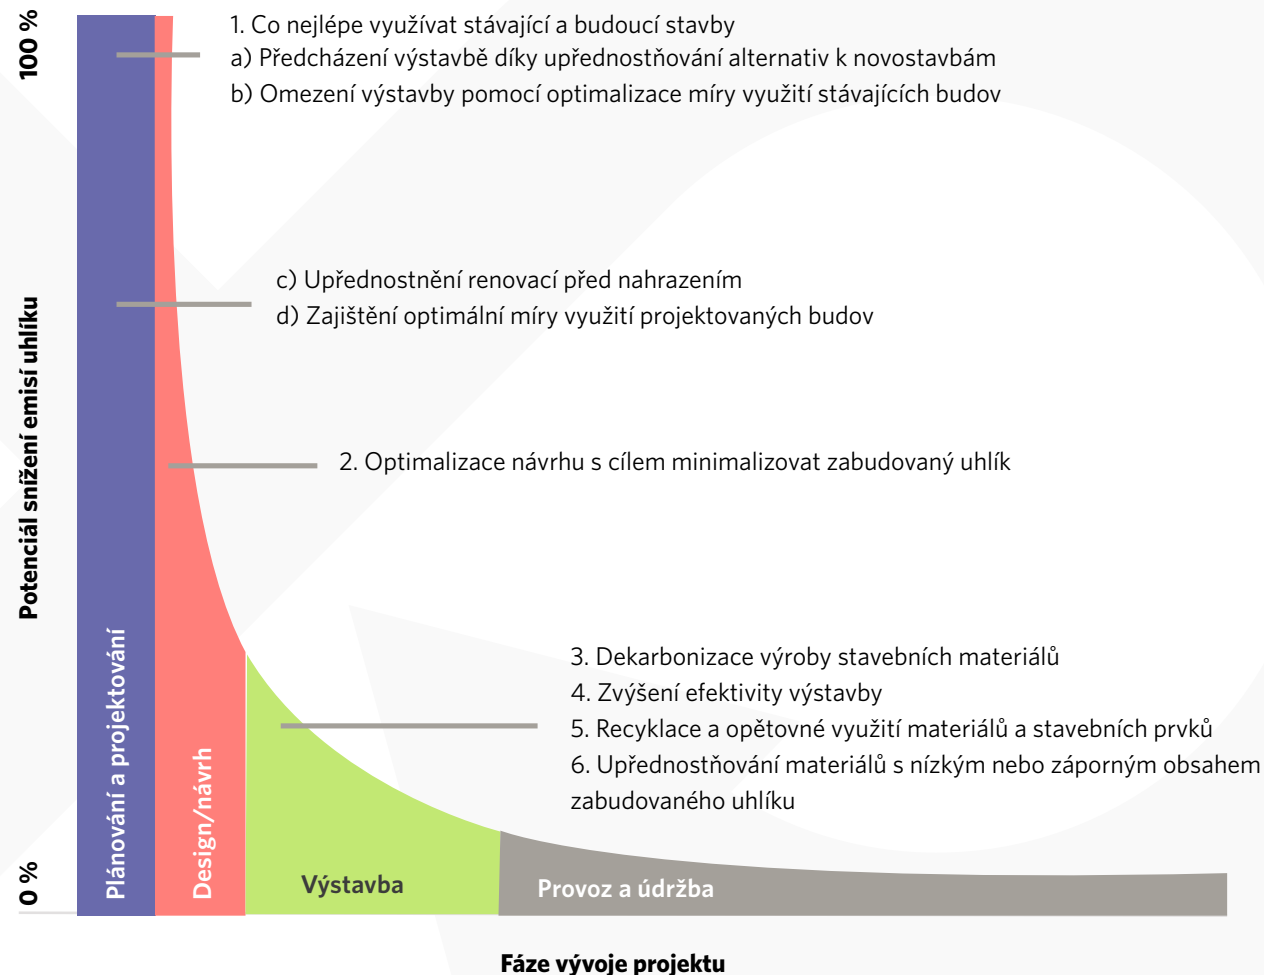 100 %
1. Co nejlépe využívat stávající a budoucí stavby
a) Předcházení výstavbě díky upřednostňování alternativ k novostavbám
b) Omezení výstavby pomocí optimalizace míry využití stávajících budov
c) Upřednostnění renovací před nahrazením
d) Zajištění optimální míry využití projektovaných budov
Potenciál snížení emisí uhlíku
2. Optimalizace návrhu s cílem minimalizovat zabudovaný uhlík
3. Dekarbonizace výroby stavebních materiálů
4. Zvýšení efektivity výstavby
5. Recyklace a opětovné využití materiálů a stavebních prvků
6. Upřednostňování materiálů s nízkým nebo záporným obsahem
zabudovaného uhlíku
Plánování a projektování
Design/návrh
Výstavba
Provoz a údržba
0 %
Fáze vývoje projektu